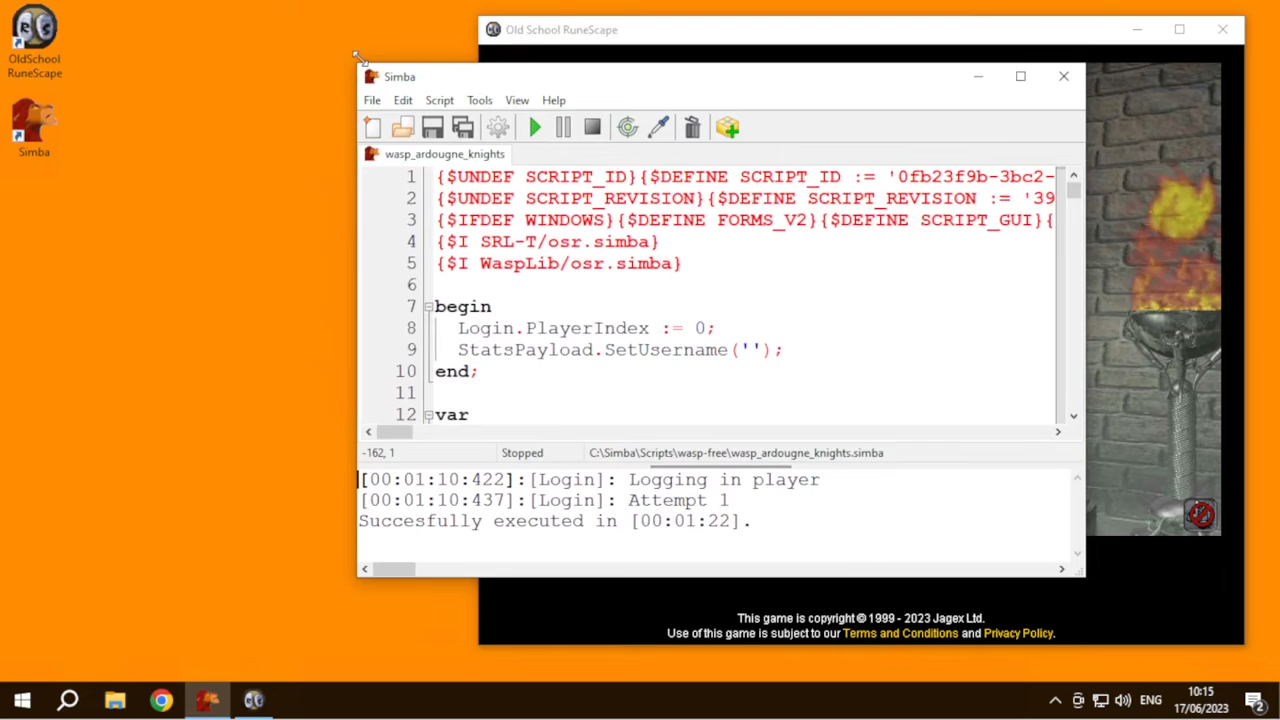 OldSchool
RuneScape
Simba
Old School RuneScape
Simba
File Edit Script Tools View Help
wasp_ardougne_knights
1 {$UNDEF SCRIPT_ID}{$DEFINE SCRIPT_ID := '0fb23f9b-3bc2-
2 {$UNDEF SCRIPT_REVISION}{$DEFINE SCRIPT_REVISION := '39
3 {$IFDEF WINDOWS}{$DEFINE FORMS_V2}{$DEFINE SCRIPT_GUI}{
4 {$I SRL-T/osr.simba}
5 {$I WaspLib/osr.simba}
6
7 begin
8 Login.PlayerIndex := 0;
9 StatsPayload.SetUsername('');
10 end;
11
12 var
-162, 1 Stopped C:\Simba\Scripts\wasp-free\wasp_ardougne_knights.simba
[00:01:10:422]:[Login]: Logging in player
[00:01:10:437]:[Login]: Attempt 1
Succesfully executed in [00:01:22].
This game is copyright © 1999 - 2023 Jagex Ltd.
Use of this game is subject to our Terms and Conditions and Privacy Policy.
ENG
10:15
17/06/2023
2